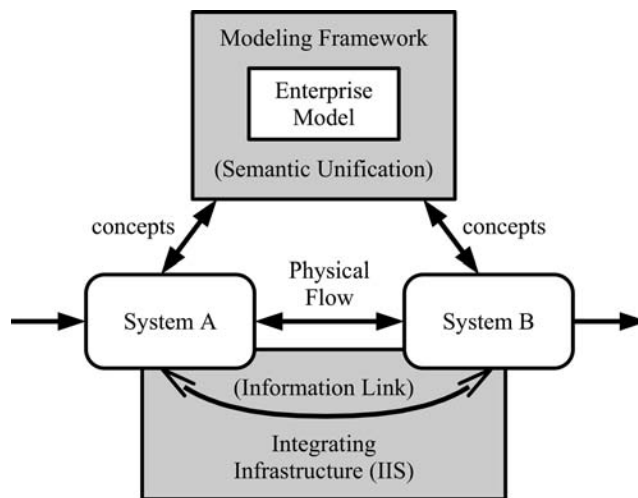 Modeling Framework
Enterprise
Model
(Semantic Unification)
concepts
concepts
Physical
Flow
System A
System B
(Information Link)
Integrating
Infrastructure (IIS)